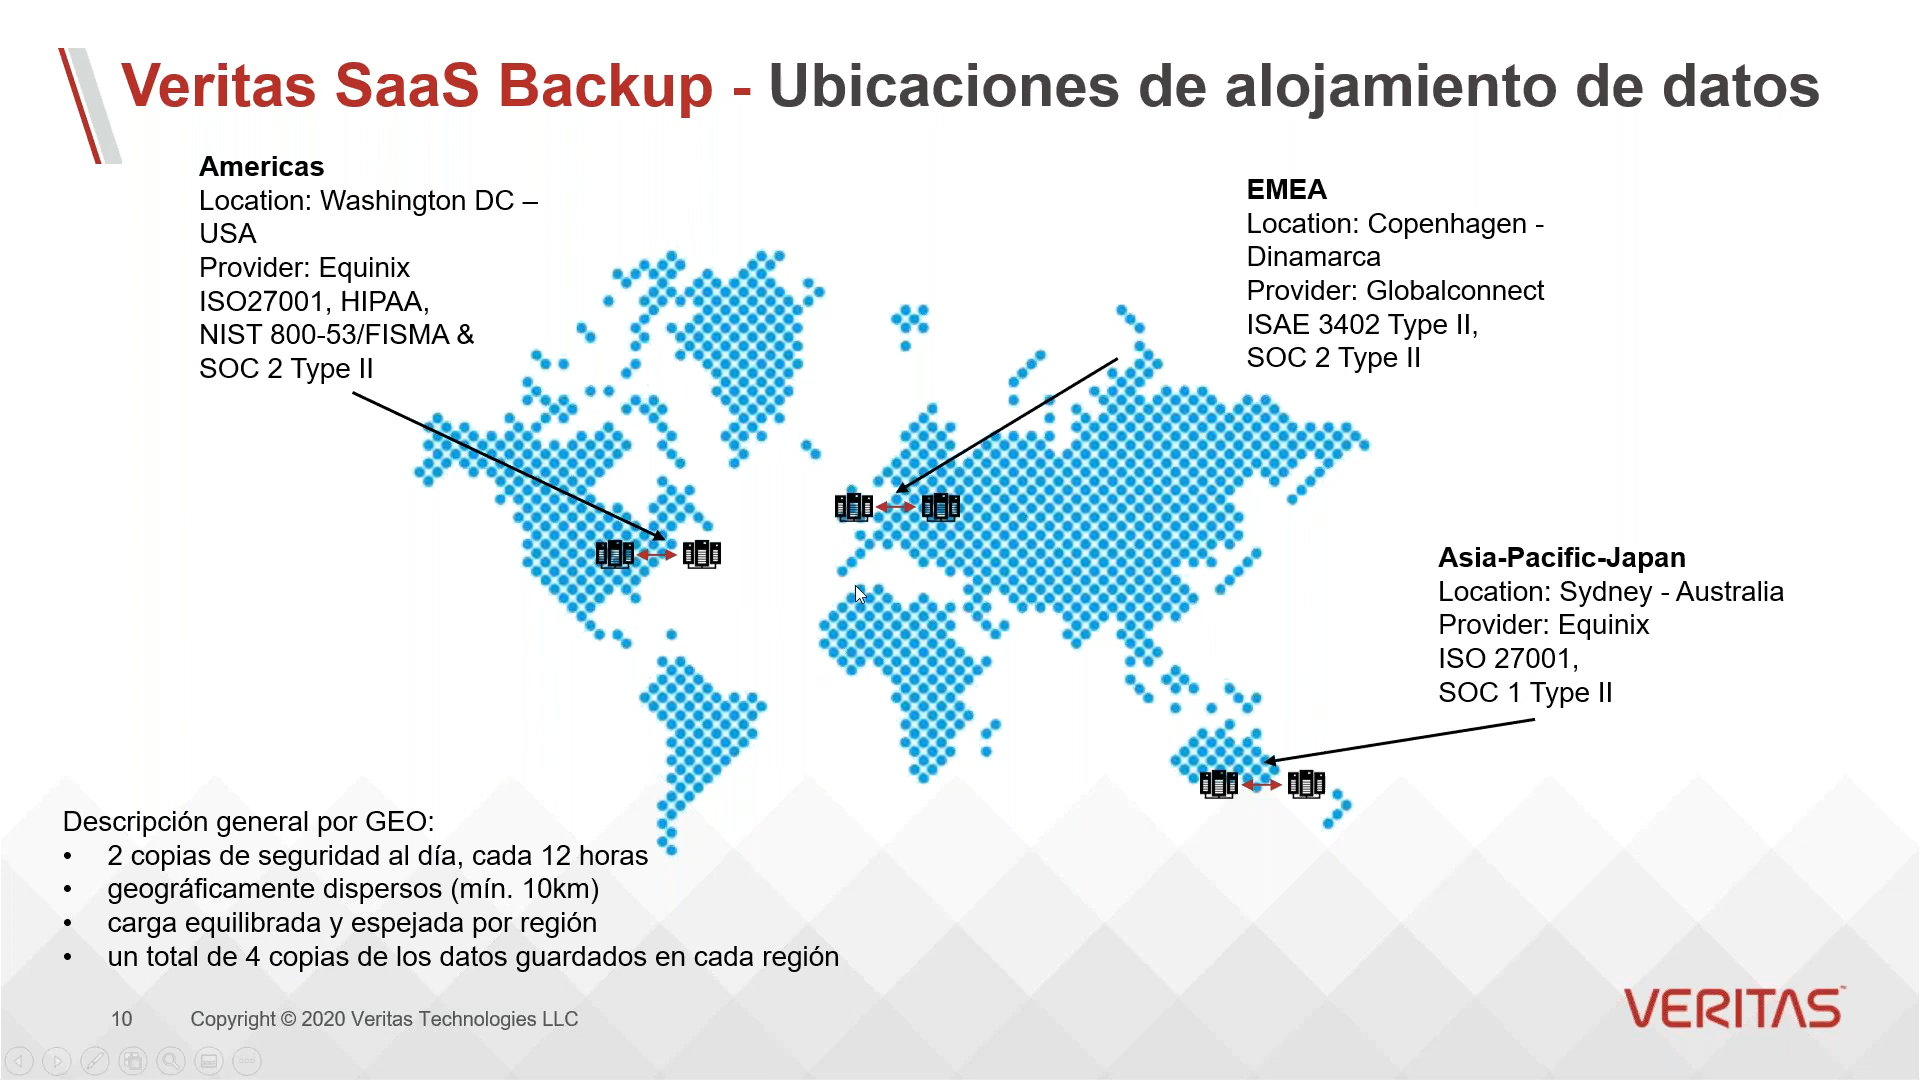 Veritas SaaS Backup - Ubicaciones de alojamiento de datos
Americas
Location: Washington DC –
USA
Provider: Equinix
ISO27001, HIPAA,
NIST 800-53/FISMA &
SOC 2 Type II
EMEA
Location: Copenhagen -
Dinamarca
Provider: Globalconnect
ISAE 3402 Type II,
SOC 2 Type II
Asia-Pacific-Japan
Location: Sydney - Australia
Provider: Equinix
ISO 27001,
SOC 1 Type II
Descripción general por GEO:
• 2 copias de seguridad al día, cada 12 horas
• geográficamente dispersos (mín. 10km)
• carga equilibrada y espejada por región
• un total de 4 copias de los datos guardados en cada región
10 Copyright © 2020 Veritas Technologies LLC
VERITAS™